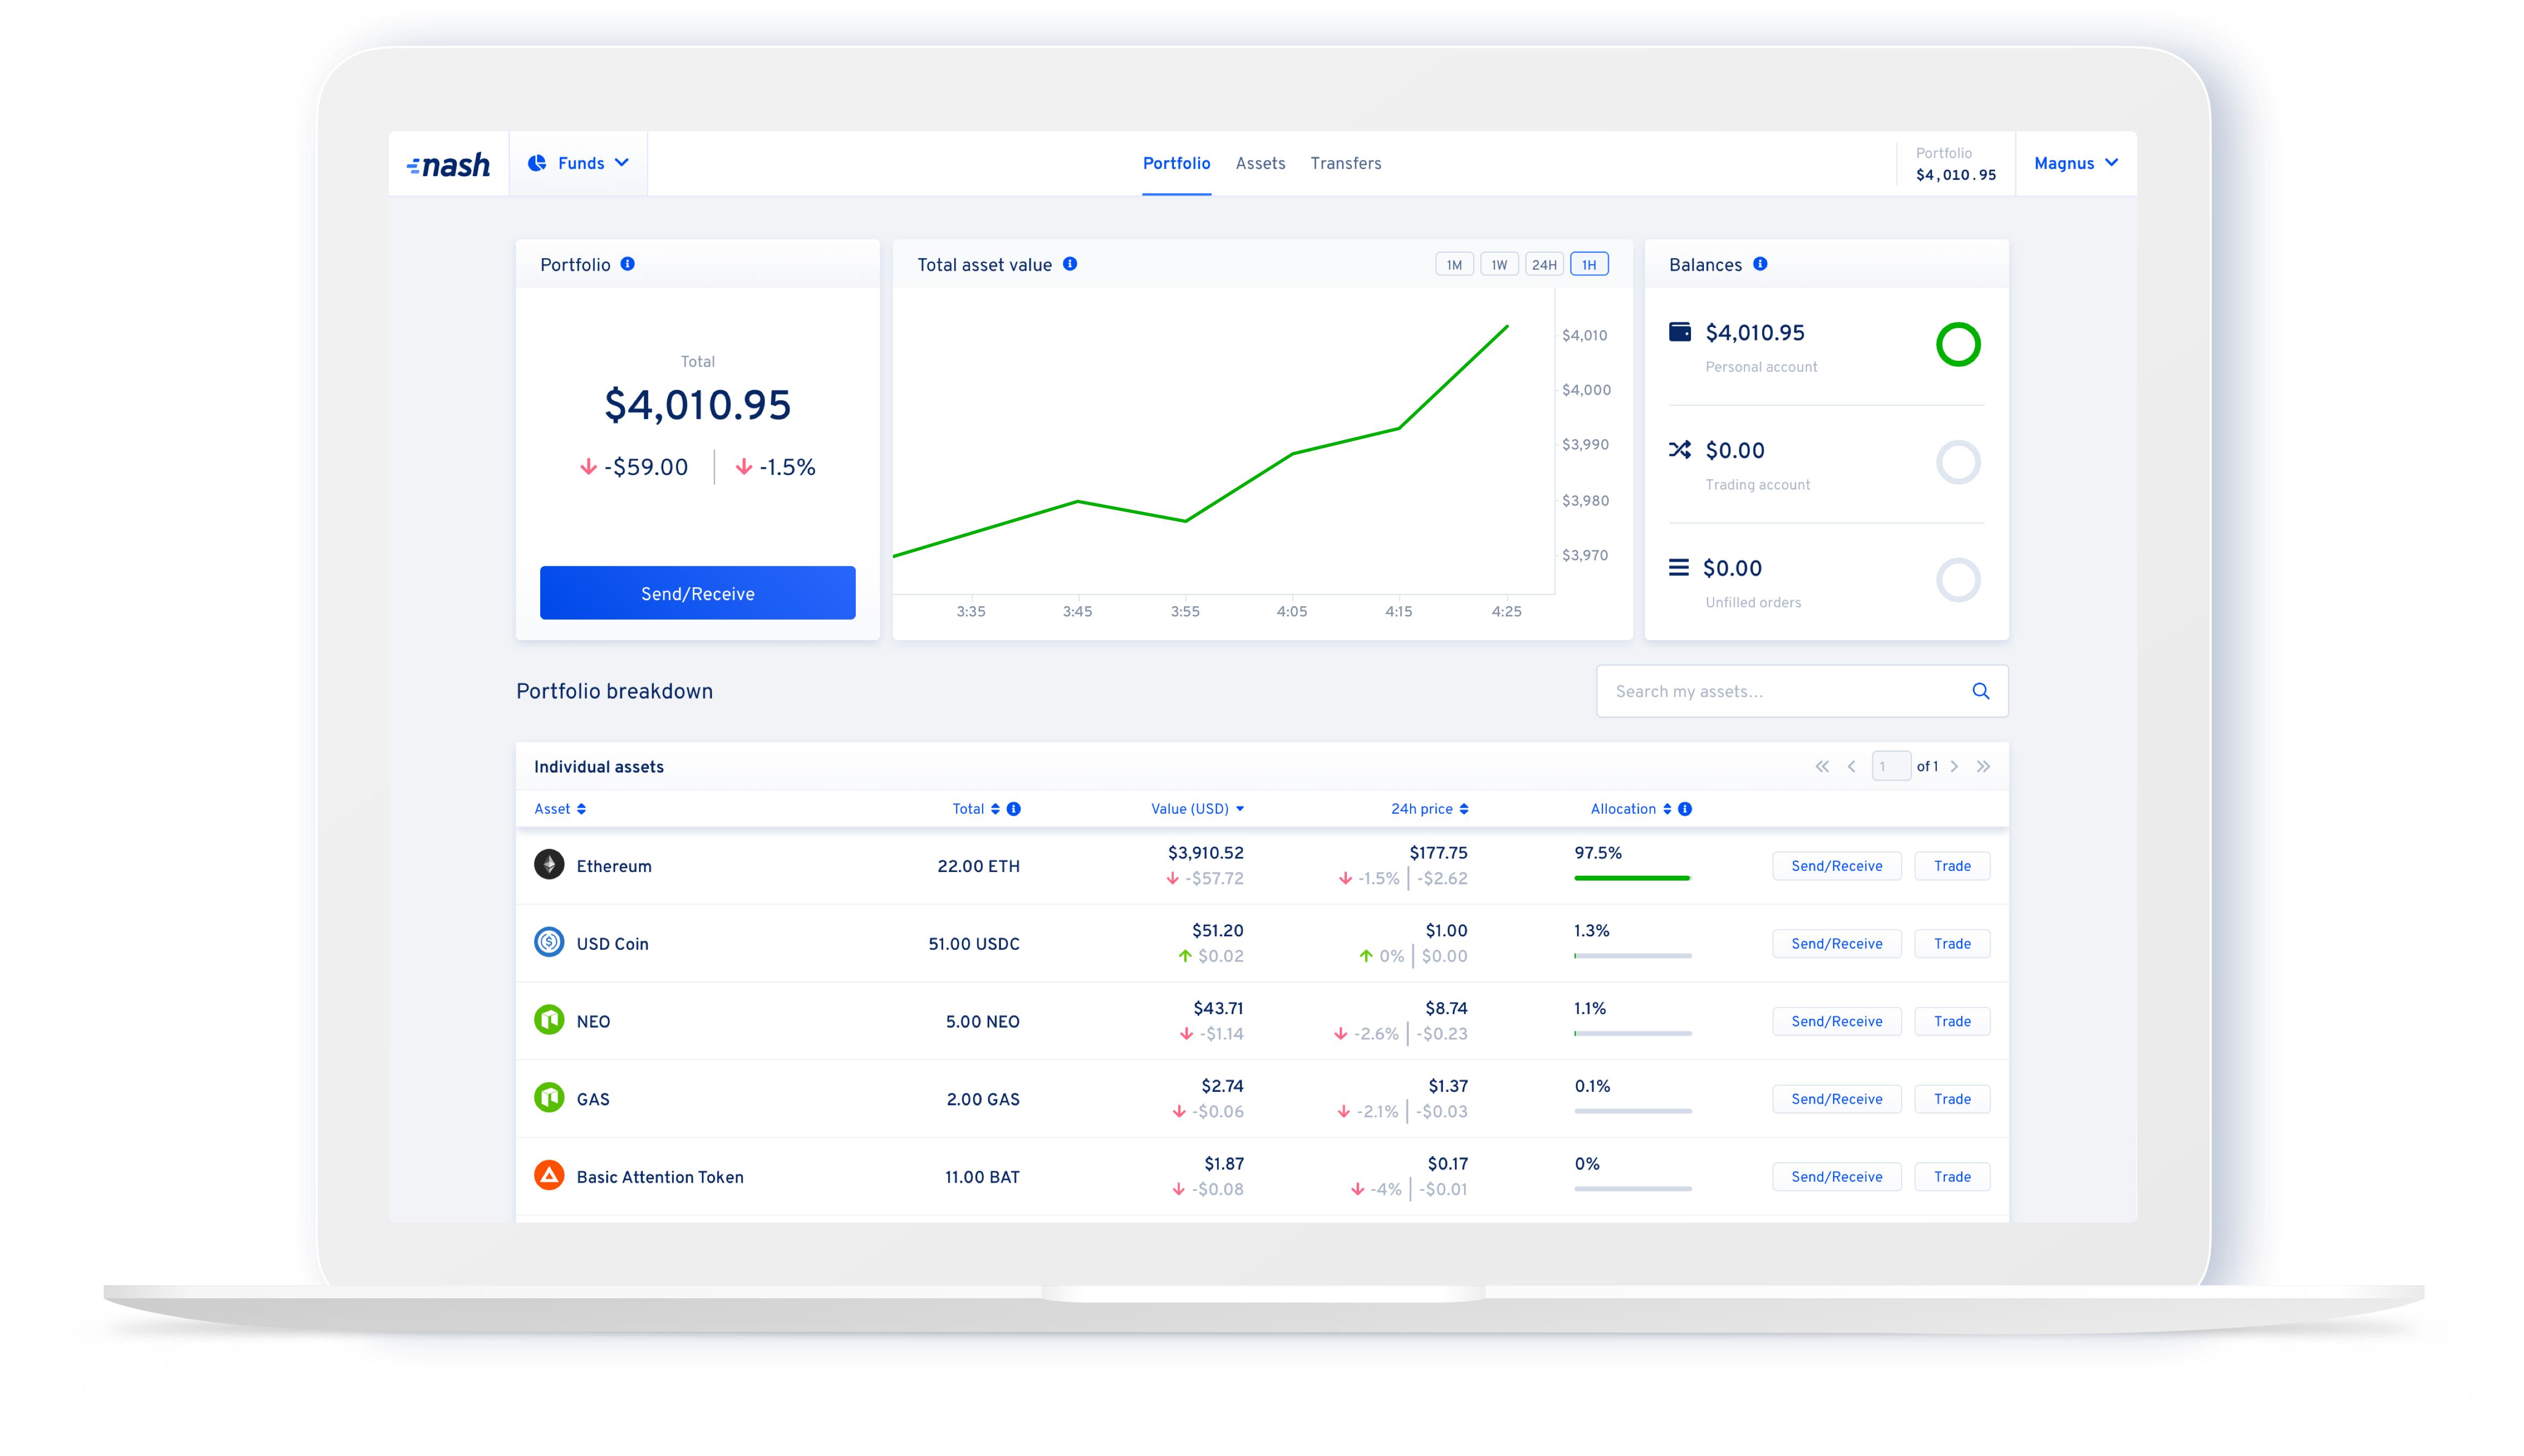 nash
Funds
Portfolio Assets Transfers
Portfolio
$4,010.95
Magnus
Portfolio
Total
$4,010.95
-$59.00 -1.5%
Send/Receive
Total asset value
1M 1W 24H 1H
$4,010
$4,000
$3,990
$3,980
$3,970
3:35 3:45 3:55 4:05 4:15 4:25
Balances
$4,010.95
Personal account
$0.00
Trading account
$0.00
Unfilled orders
Portfolio breakdown
Search my assets...
Individual assets
1 of 1
Asset Total Value (USD) 24h price Allocation
Ethereum 22.00 ETH $3,910.52 $177.75 97.5% Send/Receive Trade
-$57.72 -1.5% -$2.62
USD Coin 51.00 USDC $51.20 $1.00 1.3% Send/Receive Trade
$0.02 0% $0.00
NEO 5.00 NEO $43.71 $8.74 1.1% Send/Receive Trade
-$1.14 -2.6% -$0.23
GAS 2.00 GAS $2.74 $1.37 0.1% Send/Receive Trade
-$0.06 -2.1% -$0.03
Basic Attention Token 11.00 BAT $1.87 $0.17 0% Send/Receive Trade
-$0.08 -4% -$0.01